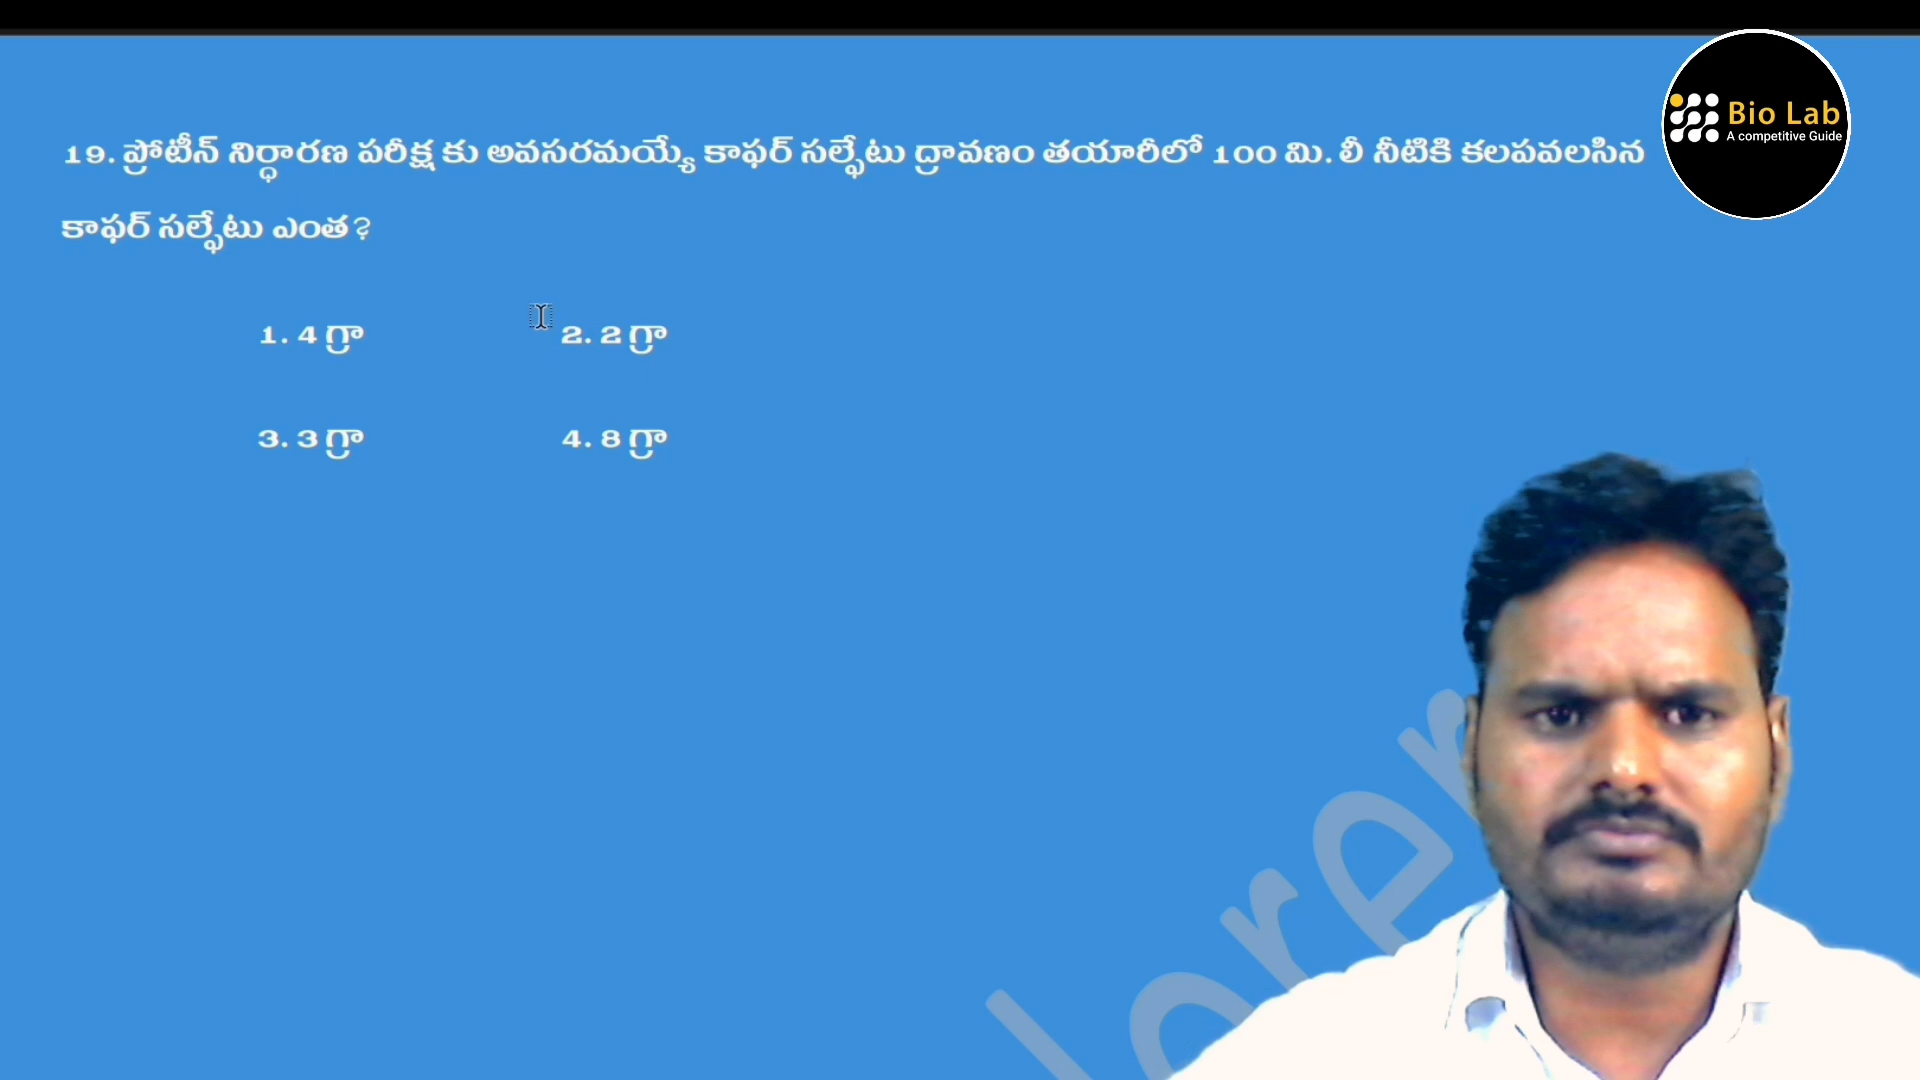 Bio Lab
A competitive Guide
19. ప్రోటీన్ నిర్ధారణ పరీక్ష కు అవసరమయ్యే కాఫర్ సల్ఫేటు ద్రావణం తయారీలో 100 మి. లీ నీటికి కలపవలసిన
కాఫర్ సల్ఫేటు ఎంత?
1. 4 గ్రా 2. 2 గ్రా
3. 3 గ్రా 4. 8 గ్రా